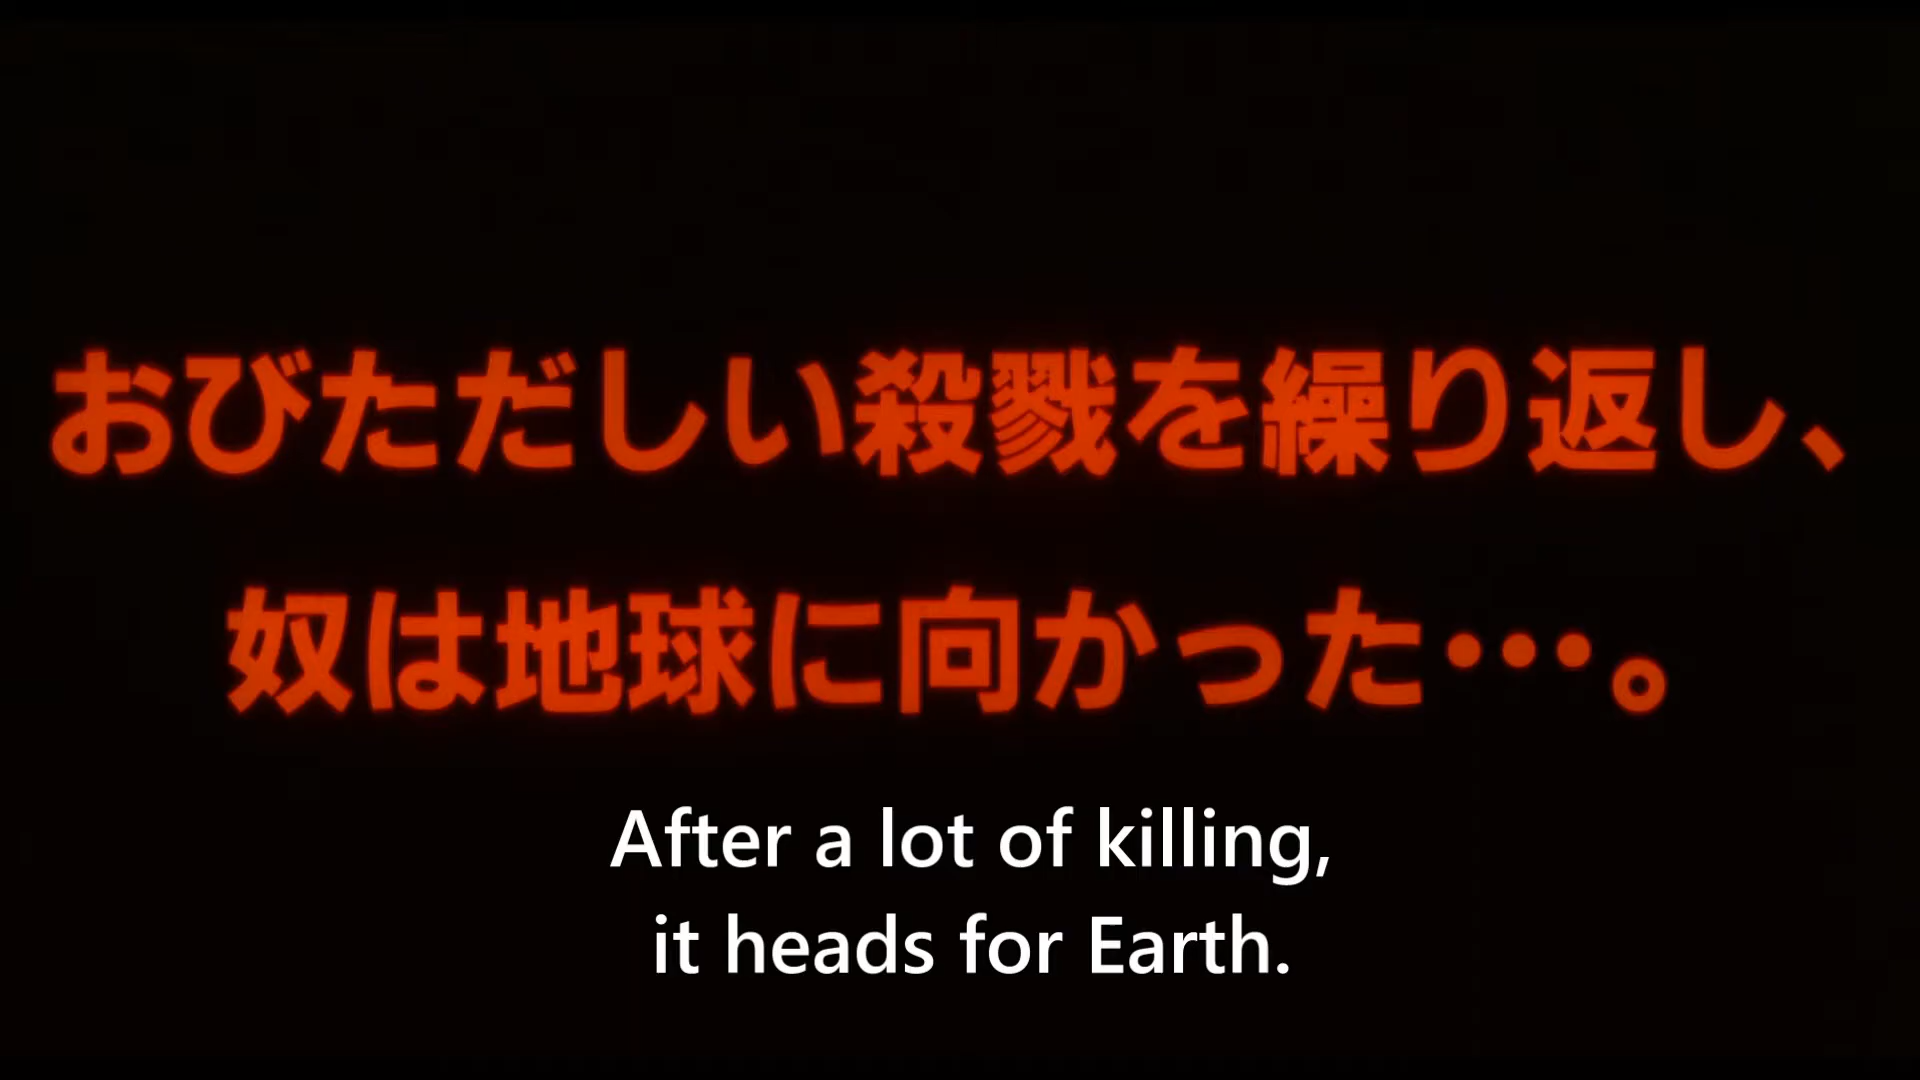 おびただしい殺戮を繰り返し、
奴は地球に向かった…。
After a lot of killing,
it heads for Earth.